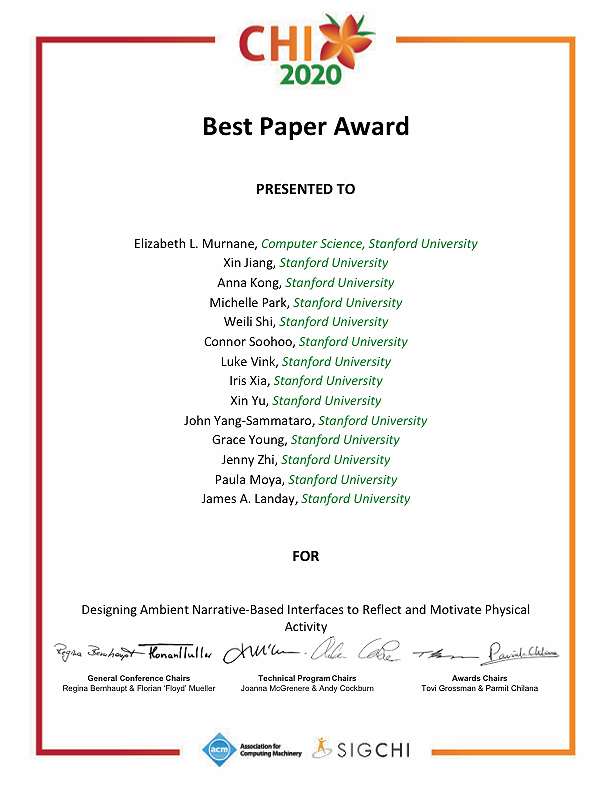 CHI
2020
Best Paper Award
PRESENTED TO
Elizabeth L. Murnane, Computer Science, Stanford University
Xin Jiang, Stanford University
Anna Kong, Stanford University
Michelle Park, Stanford University
Weili Shi, Stanford University
Connor Soohoo, Stanford University
Luke Vink, Stanford University
Iris Xia, Stanford University
Xin Yu, Stanford University
John Yang-Sammataro, Stanford University
Grace Young, Stanford University
Jenny Zhi, Stanford University
Paula Moya, Stanford University
James A. Landay, Stanford University
FOR
Designing Ambient Narrative-Based Interfaces to Reflect and Motivate Physical
Activity
Regina Bernhaupt
General Conference Chairs Technical Program Chairs Awards Chairs
Regina Bernhaupt & Florian 'Floyd' Mueller Joanna McGrenere & Andy Cockburn Tovi Grossman & Parmit Chilana
acm Association for
Computing Machinery
SIGCHI